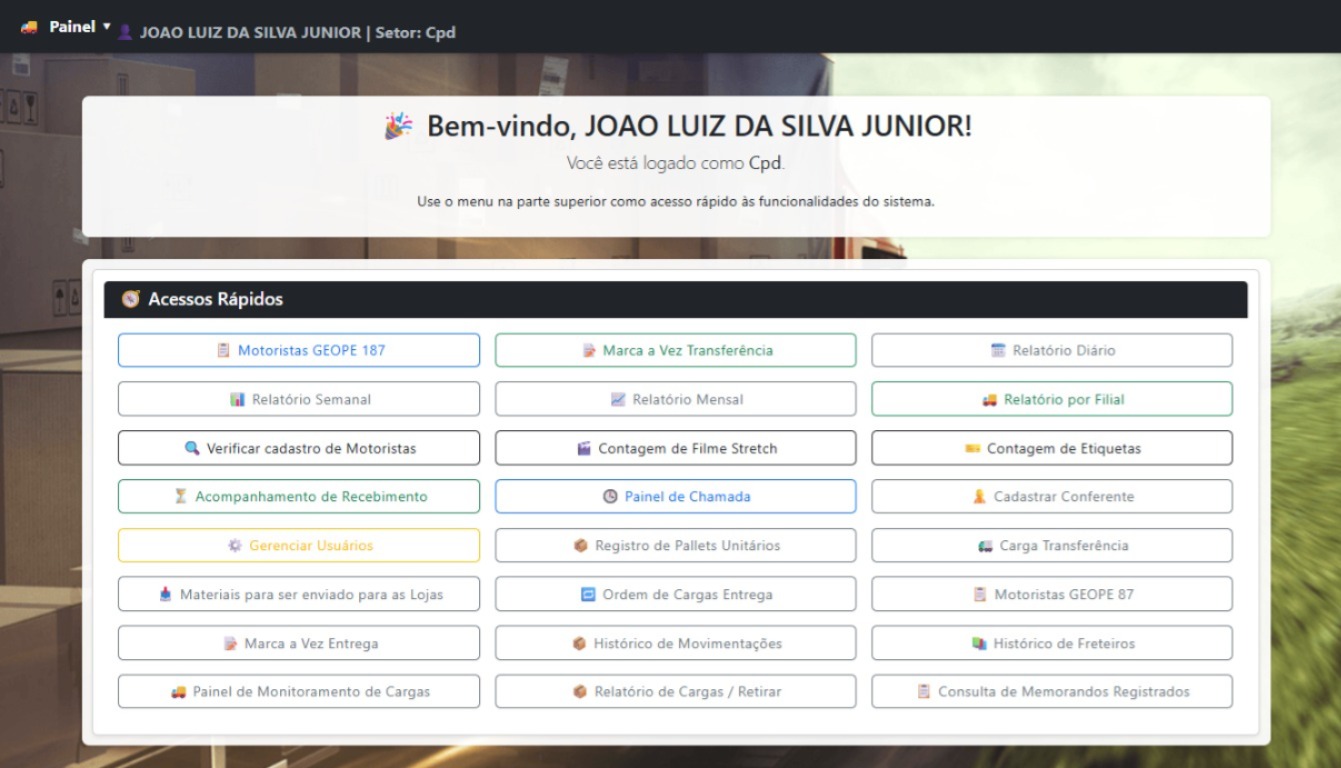 Painel
JOAO LUIZ DA SILVA JUNIOR | Setor: Cpd
Bem-vindo, JOAO LUIZ DA SILVA JUNIOR!
Você está logado como Cpd.
Use o menu na parte superior como acesso rápido às funcionalidades do sistema.
Acessos Rápidos
Motoristas GEOPE 187
Marca a Vez Transferência
Relatório Diário
Relatório Semanal
Relatório Mensal
Relatório por Filial
Verificar cadastro de Motoristas
Contagem de Filme Stretch
Contagem de Etiquetas
Acompanhamento de Recebimento
Painel de Chamada
Cadastrar Conferente
Gerenciar Usuários
Registro de Pallets Unitários
Carga Transferência
Materiais para ser enviado para as Lojas
Ordem de Cargas Entrega
Motoristas GEOPE 87
Marca a Vez Entrega
Histórico de Movimentações
Histórico de Freteiros
Painel de Monitoramento de Cargas
Relatório de Cargas / Retirar
Consulta de Memorandos Registrados